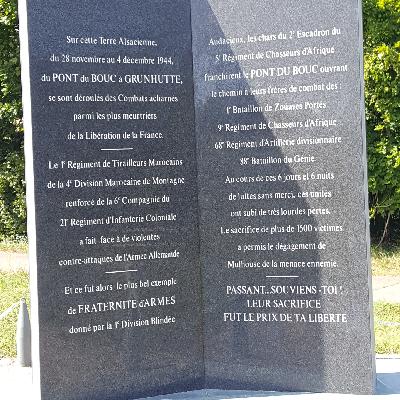 Sur cette Terre Alsacienne,
du 28 novembre au 4 décembre 1944,
du PONT du BOUC à GRUNHUTTE,
se sont déroulés des Combats acharnés
parmi les plus meurtriers
de la Libération de la France.
Le 1er Régiment de Tirailleurs Marocains
de la 4e Division Marocaine de Montagne
renforcé de la 6e Compagnie du
21e Régiment d'Infanterie Coloniale
a fait face à de violentes
contre-attaques de l'Armée Allemande
Et ce fut alors le plus bel exemple
de FRATERNITE d'ARMES
donné par la 1e Division Blindée
Audacieux, les chars du 2e Escadron du
5e Régiment de Chasseurs d'Afrique
franchirent le PONT DU BOUC ouvrant
le chemin à leurs frères de combat des :
1e Bataillon de Zouaves Portés
9e Régiment de Chasseurs d'Afrique
68e Régiment d'Artillerie divisionnaire
88e Bataillon du Génie
Au cours de ces 6 jours et 6 nuits
de luttes sans merci, ces unités
ont subi de très lourdes pertes.
Le sacrifice de plus de 1500 victimes
a permis le dégagement de
Mulhouse de la menace ennemie.
PASSANT...SOUVIENS-TOI !
LEUR SACRIFICE
FUT LE PRIX DE TA LIBERTE